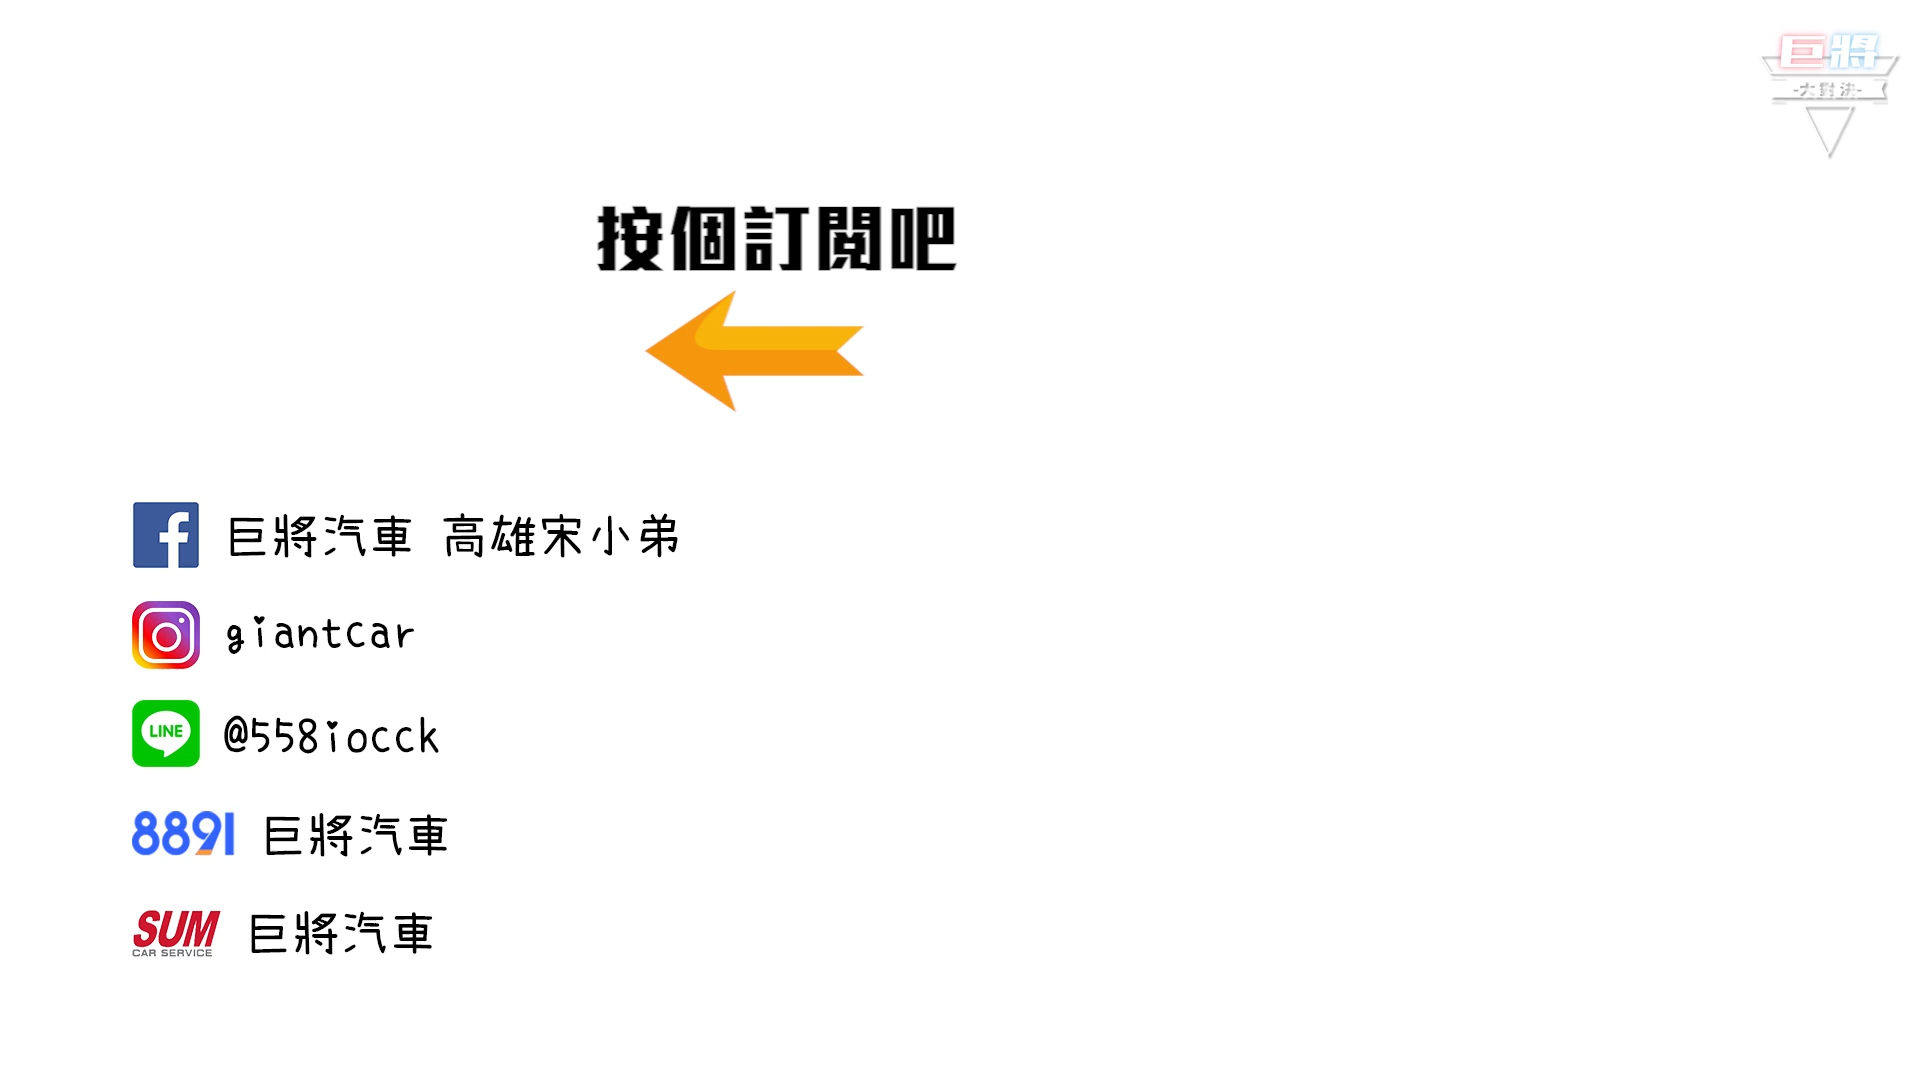 巨將
-大對決-
按個訂閱吧
巨將汽車 高雄宋小弟
giantcar
LINE @558iocck
8891 巨將汽車
SUM CAR SERVICE 巨將汽車